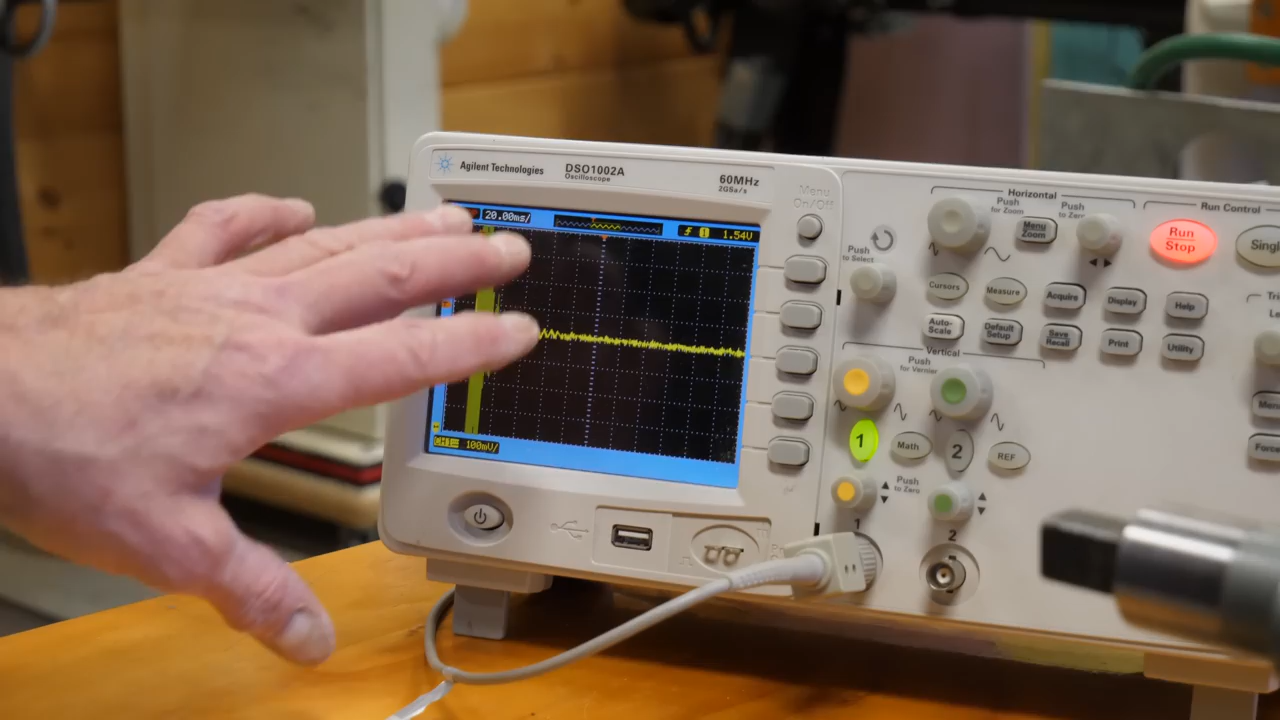 Agilent Technologies
DSO1002A
Oscilloscope
60MHz
2GSa/s
Menu
On/Off
20.00ms/
1 1.54V
100mV/
Push
to Select
Horizontal
Push
for Zoom
Menu
Zoom
Push
to Zero
Run Control
Run
Stop
Cursors
Measure
Acquire
Display
Help
Auto-
Scale
Default
Setup
Save
Recall
Print
Utility
Vertical
Push
for Vernier
1
Math
2
REF
Push
to Zero
1
2